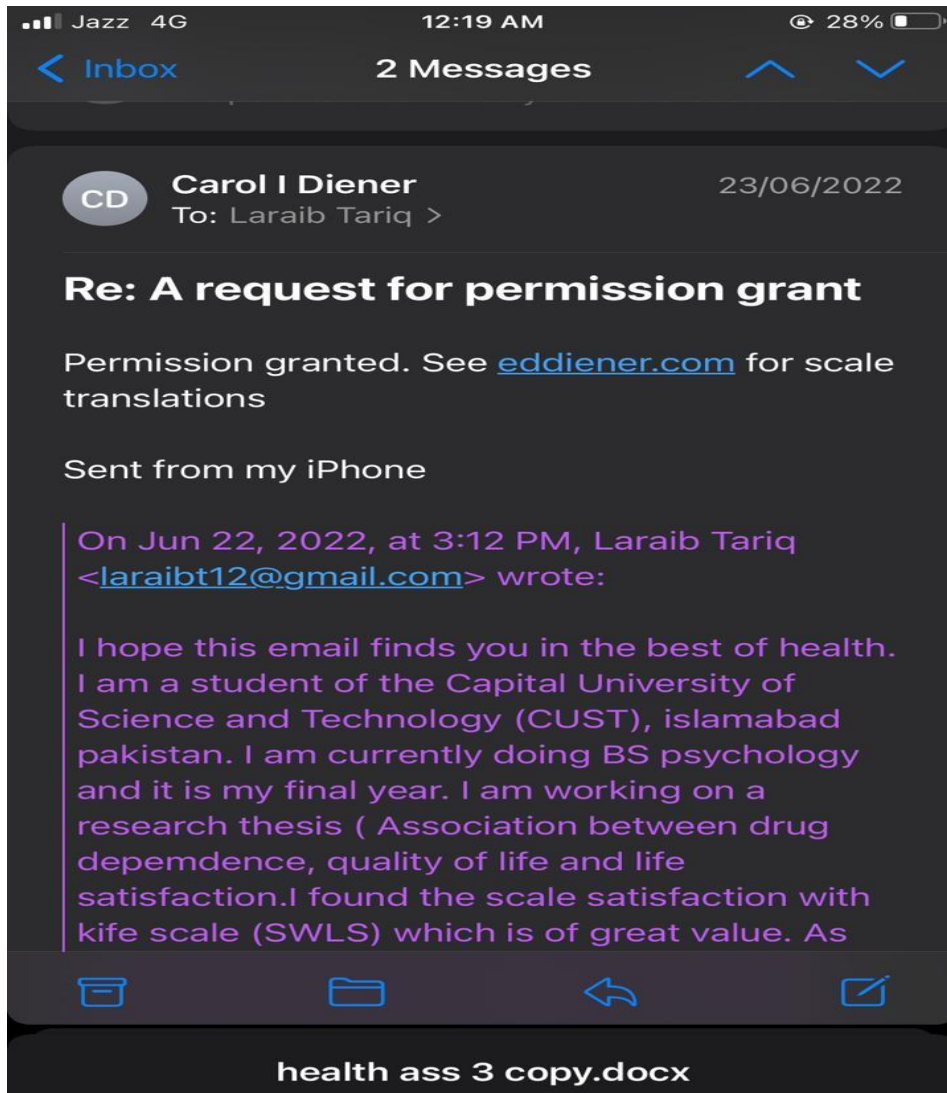 Jazz 4G 12:19 AM 28%
Inbox 2 Messages
CD Carol I Diener 23/06/2022
To: Laraib Tariq >
Re: A request for permission grant
Permission granted. See eddiener.com for scale
translations
Sent from my iPhone
On Jun 22, 2022, at 3:12 PM, Laraib Tariq
<laraibt12@gmail.com> wrote:
I hope this email finds you in the best of health.
I am a student of the Capital University of
Science and Technology (CUST), islamabad
pakistan. I am currently doing BS psychology
and it is my final year. I am working on a
research thesis ( Association between drug
depemdence, quality of life and life
satisfaction.I found the scale satisfaction with
kife scale (SWLS) which is of great value. As
health ass 3 copy.docx